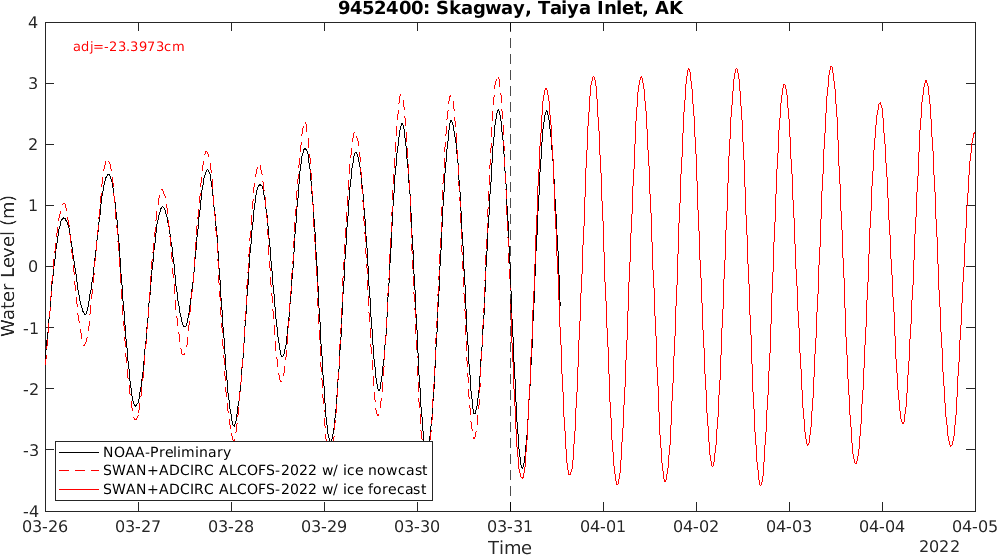 9452400: Skagway, Taiya Inlet, AK
adj=-23.3973cm
Water Level (m)
4
3
2
1
0
-1
-2
-3
-4
NOAA-Preliminary
SWAN+ADCIRC ALCOFS-2022 w/ ice nowcast
SWAN+ADCIRC ALCOFS-2022 w/ ice forecast
03-26 03-27 03-28 03-29 03-30 03-31 04-01 04-02 04-03 04-04 04-05
Time
2022